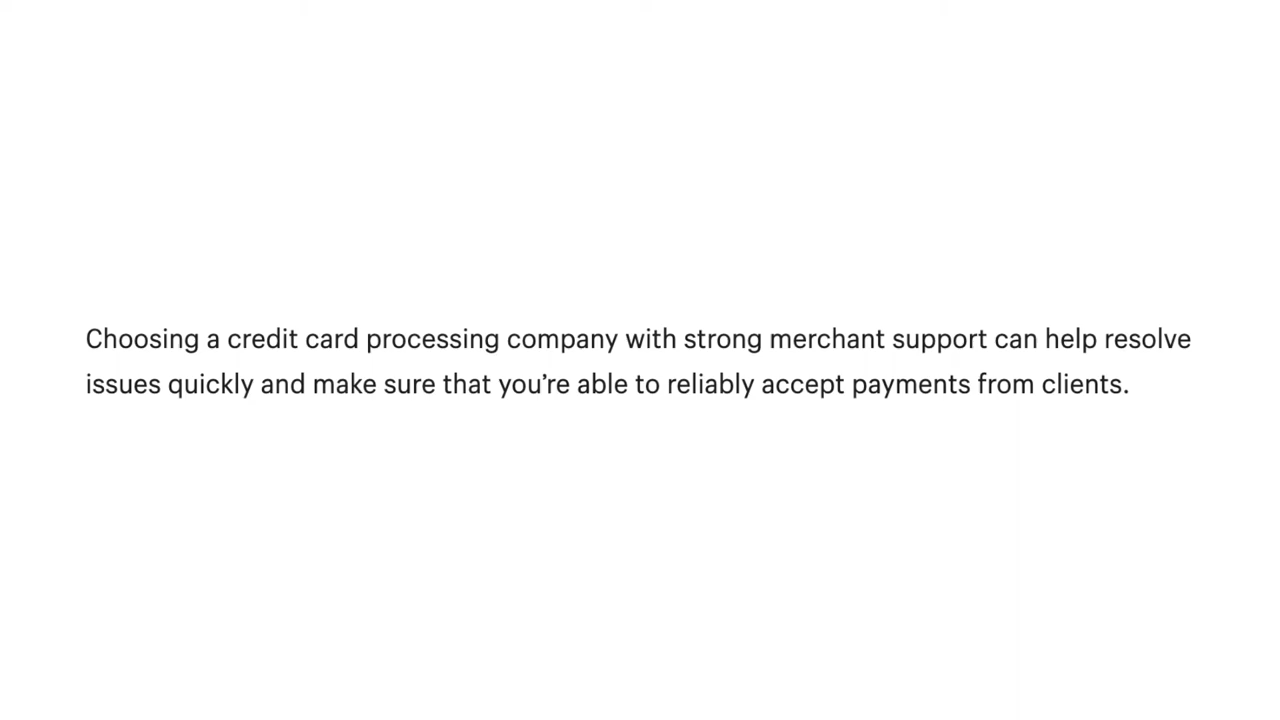 Choosing a credit card processing company with strong merchant support can help resolve
issues quickly and make sure that you’re able to reliably accept payments from clients.